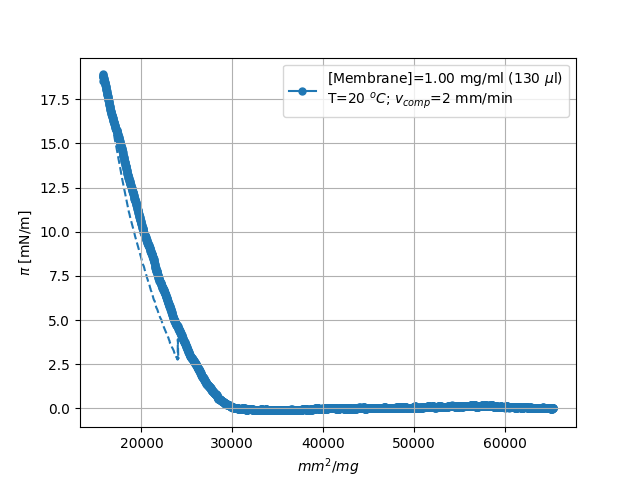 [Membrane]=1.00 mg/ml (130 μl)
T=20 °C; v_comp=2 mm/min
17.5
15.0
12.5
10.0
7.5
5.0
2.5
0.0
π [mN/m]
20000 30000 40000 50000 60000
mm²/mg